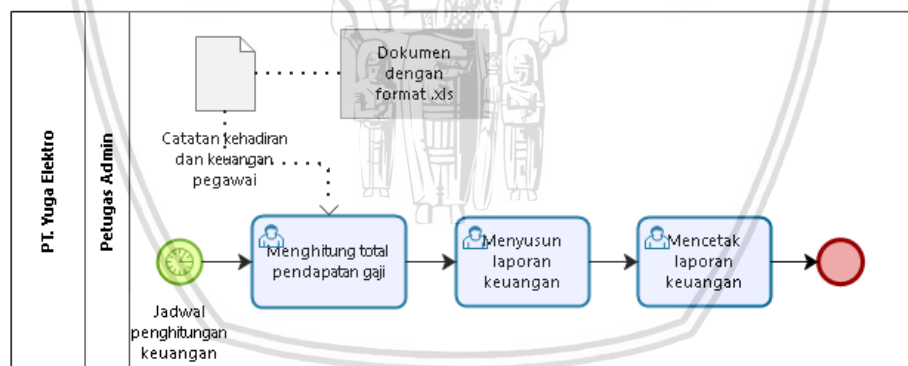 PT. Yuga Elektro
Petugas Admin
Dokumen
dengan
format .xls
Catatan kehadiran
dan keuangan
pegawai
Jadwal
penghitungan
keuangan
Menghitung total
pendapatan gaji
Menyusun
laporan
keuangan
Mencetak
laporan
keuangan